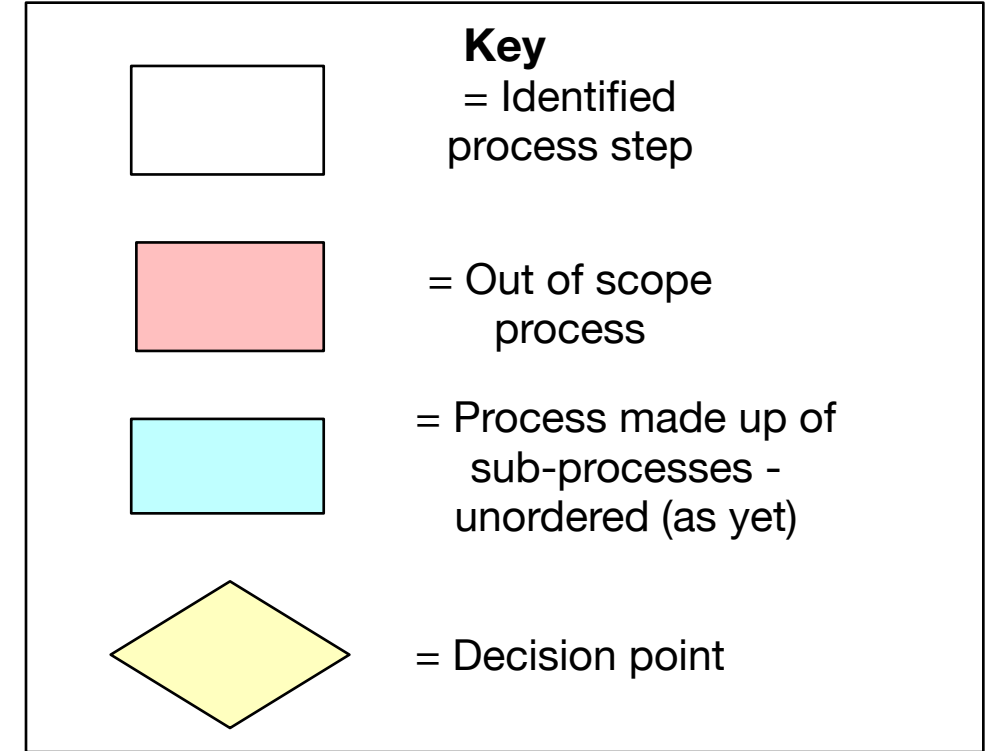 Key
= Identified
process step
= Out of scope
process
= Process made up of
sub-processes -
unordered (as yet)
= Decision point